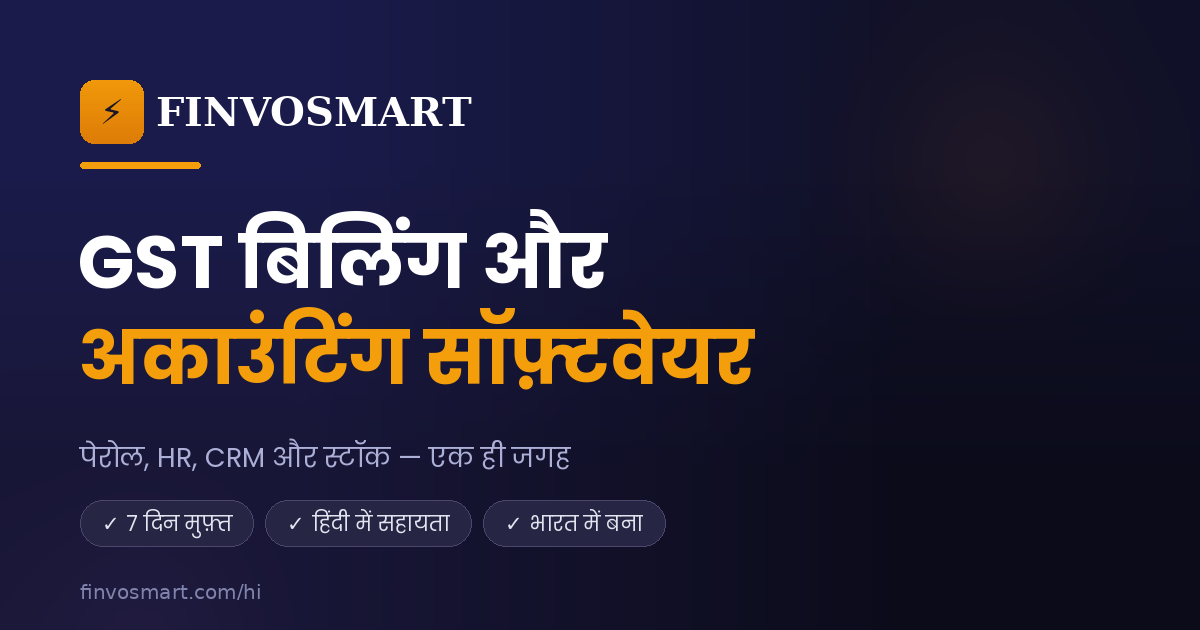 ⚡ FINVOSMART
GST बिलिंग और
अकाउंटिंग सॉफ़्टवेयर
पेरोल, HR, CRM और स्टॉक — एक ही जगह
✓ 7 दिन मुफ़्त ✓ हिंदी में सहायता ✓ भारत में बना
finvosmart.com/hi